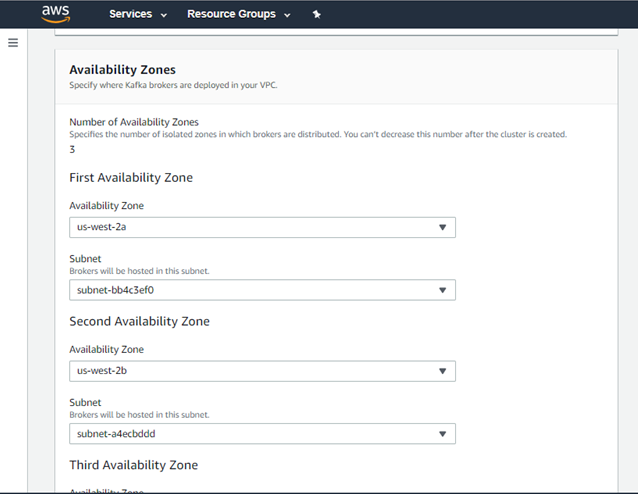 aws Services Resource Groups
Availability Zones
Specify where Kafka brokers are deployed in your VPC.
Number of Availability Zones
Specifies the number of isolated zones in which brokers are distributed. You can't decrease this number after the cluster is created.
3
First Availability Zone
Availability Zone
us-west-2a
Subnet
Brokers will be hosted in this subnet.
subnet-bb4c3ef0
Second Availability Zone
Availability Zone
us-west-2b
Subnet
Brokers will be hosted in this subnet.
subnet-a4ecbddd
Third Availability Zone
Availability Zone